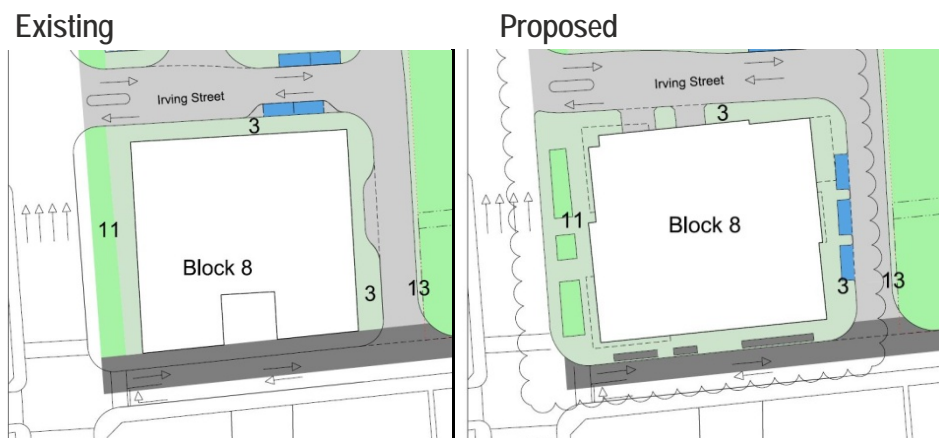 Existing
Proposed
Irving Street
3
11
Block 8
3
13
Irving Street
3
11
Block 8
3
13